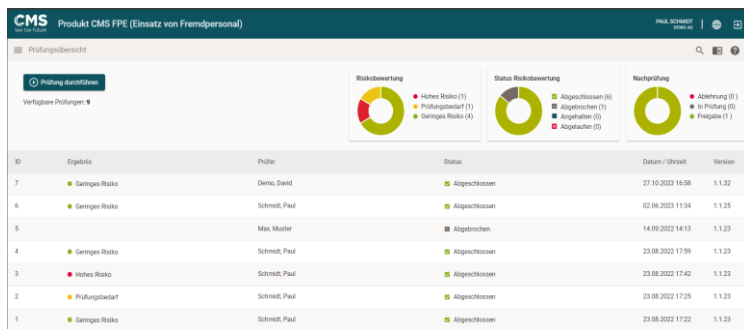 CMS Produkt CMS FPE (Einsatz von Fremdpersonal) PAUL SCHMIDT
DEMO AG
Prüfungsübersicht
Prüfung durchführen
Verfügbare Prüfungen: 9
Risikobewertung
Hohes Risiko (1)
Prüfungsbedarf (1)
Geringes Risiko (4)
Status Risikobewertung
Abgeschlossen (6)
Abgebrochen (1)
Angehalten (0)
Abgelaufen (0)
Nachprüfung
Ablehnung (0 )
In Prüfung (0)
Freigabe (1 )
ID Ergebnis Prüfer Status Datum / Uhrzeit Version
7 Geringes Risiko Demo, David Abgeschlossen 27.10.2023 16:58 1.1.32
6 Geringes Risiko Schmidt, Paul Abgeschlossen 02.06.2023 11:34 1.1.25
5 Max, Muster Abgebrochen 14.09.2022 14:13 1.1.23
4 Geringes Risiko Schmidt, Paul Abgeschlossen 23.08.2022 17:59 1.1.23
3 Hohes Risiko Schmidt, Paul Abgeschlossen 23.08.2022 17:42 1.1.23
2 Prüfungsbedarf Schmidt, Paul Abgeschlossen 23.08.2022 17:25 1.1.23
1 Geringes Risiko Schmidt, Paul Abgeschlossen 23.08.2022 17:22 1.1.23